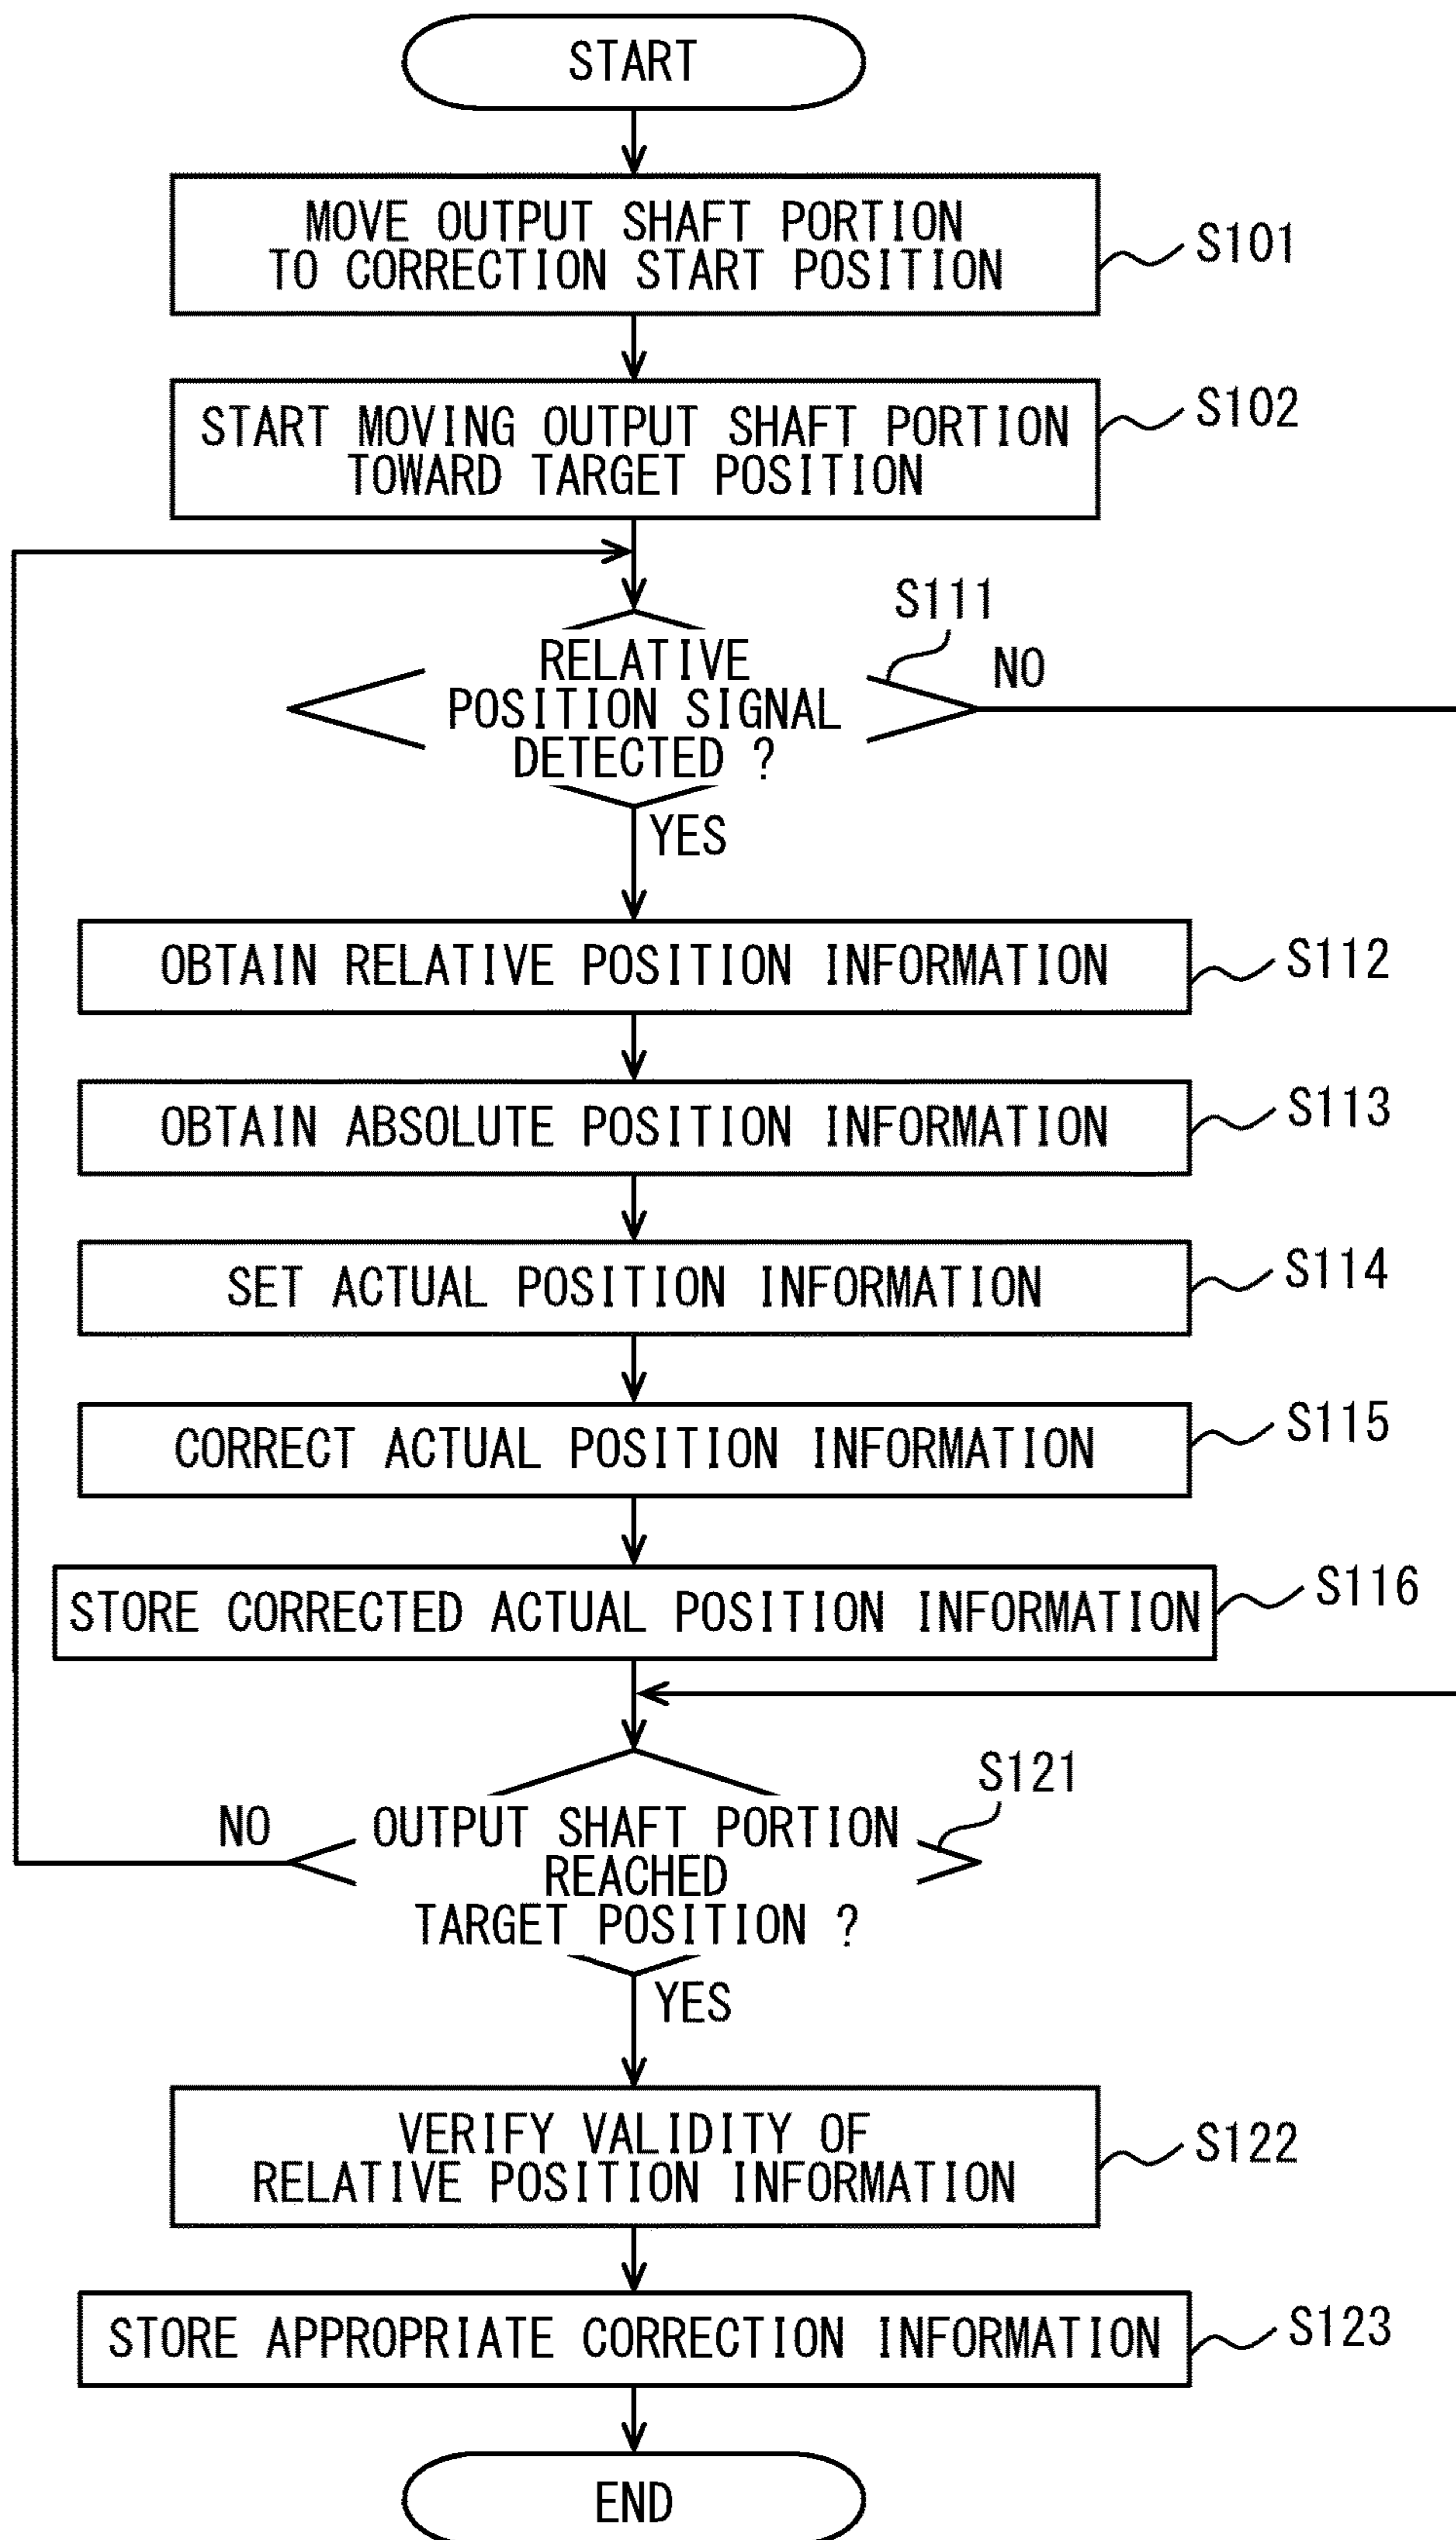 START
MOVE OUTPUT SHAFT PORTION
TO CORRECTION START POSITION
S101
START MOVING OUTPUT SHAFT PORTION
TOWARD TARGET POSITION
S102
S111
RELATIVE
POSITION SIGNAL
DETECTED ?
NO
YES
OBTAIN RELATIVE POSITION INFORMATION
S112
OBTAIN ABSOLUTE POSITION INFORMATION
S113
SET ACTUAL POSITION INFORMATION
S114
CORRECT ACTUAL POSITION INFORMATION
S115
STORE CORRECTED ACTUAL POSITION INFORMATION
S116
S121
NO
OUTPUT SHAFT PORTION
REACHED
TARGET POSITION ?
YES
VERIFY VALIDITY OF
RELATIVE POSITION INFORMATION
S122
STORE APPROPRIATE CORRECTION INFORMATION
S123
END